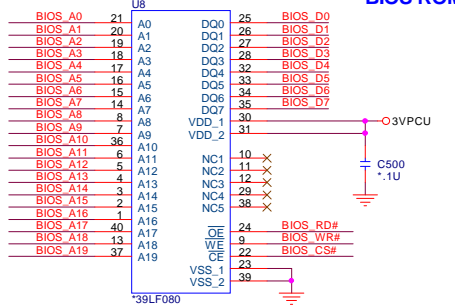 BIOS ROM
U8
BIOS_A0 21 A0 DQ0 25 BIOS_D0
BIOS_A1 20 A1 DQ1 26 BIOS_D1
BIOS_A2 19 A2 DQ2 27 BIOS_D2
BIOS_A3 18 A3 DQ3 28 BIOS_D3
BIOS_A4 17 A4 DQ4 32 BIOS_D4
BIOS_A5 16 A5 DQ5 33 BIOS_D5
BIOS_A6 15 A6 DQ6 34 BIOS_D6
BIOS_A7 14 A7 DQ7 35 BIOS_D7
BIOS_A8 8 A8 VDD_1 30 3VPCU
BIOS_A9 7 A9 VDD_2 31
BIOS_A10 36 A10
BIOS_A11 6 A11 NC1 10
BIOS_A12 5 A12 NC2 11 C500
BIOS_A13 4 A13 NC3 12 *.1U
BIOS_A14 3 A14 NC4 29
BIOS_A15 2 A15 NC5 38
BIOS_A16 1 A16
BIOS_A17 40 A17 OE 24 BIOS_RD#
BIOS_A18 13 A18 WE 9 BIOS_WR#
BIOS_A19 37 A19 CE 22 BIOS_CS#
VSS_1 23
VSS_2 39
*39LF080